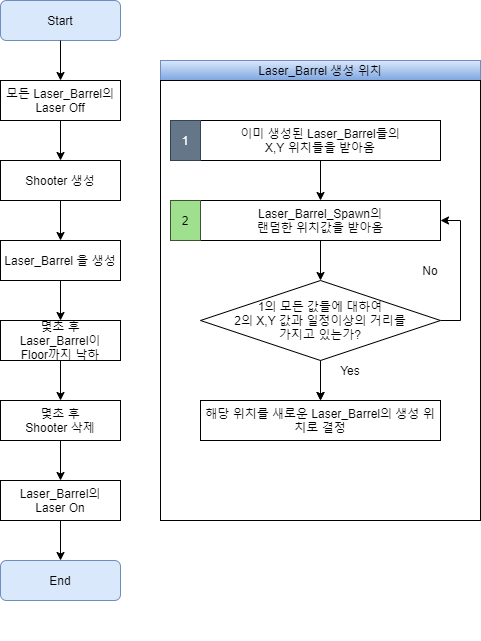 Start
모든 Laser_Barrel의
Laser Off
Shooter 생성
Laser_Barrel 을 생성
몇초 후
Laser_Barrel이
Floor까지 낙하
몇초 후
Shooter 삭제
Laser_Barrel의
Laser On
End
Laser_Barrel 생성 위치
1
이미 생성된 Laser_Barrel들의
X,Y 위치들을 받아옴
2
Laser_Barrel_Spawn의
랜덤한 위치값을 받아옴
No
1의 모든 값들에 대하여
2의 X,Y 값과 일정이상의 거리를
가지고 있는가?
Yes
해당 위치를 새로운 Laser_Barrel의 생성 위
치로 결정